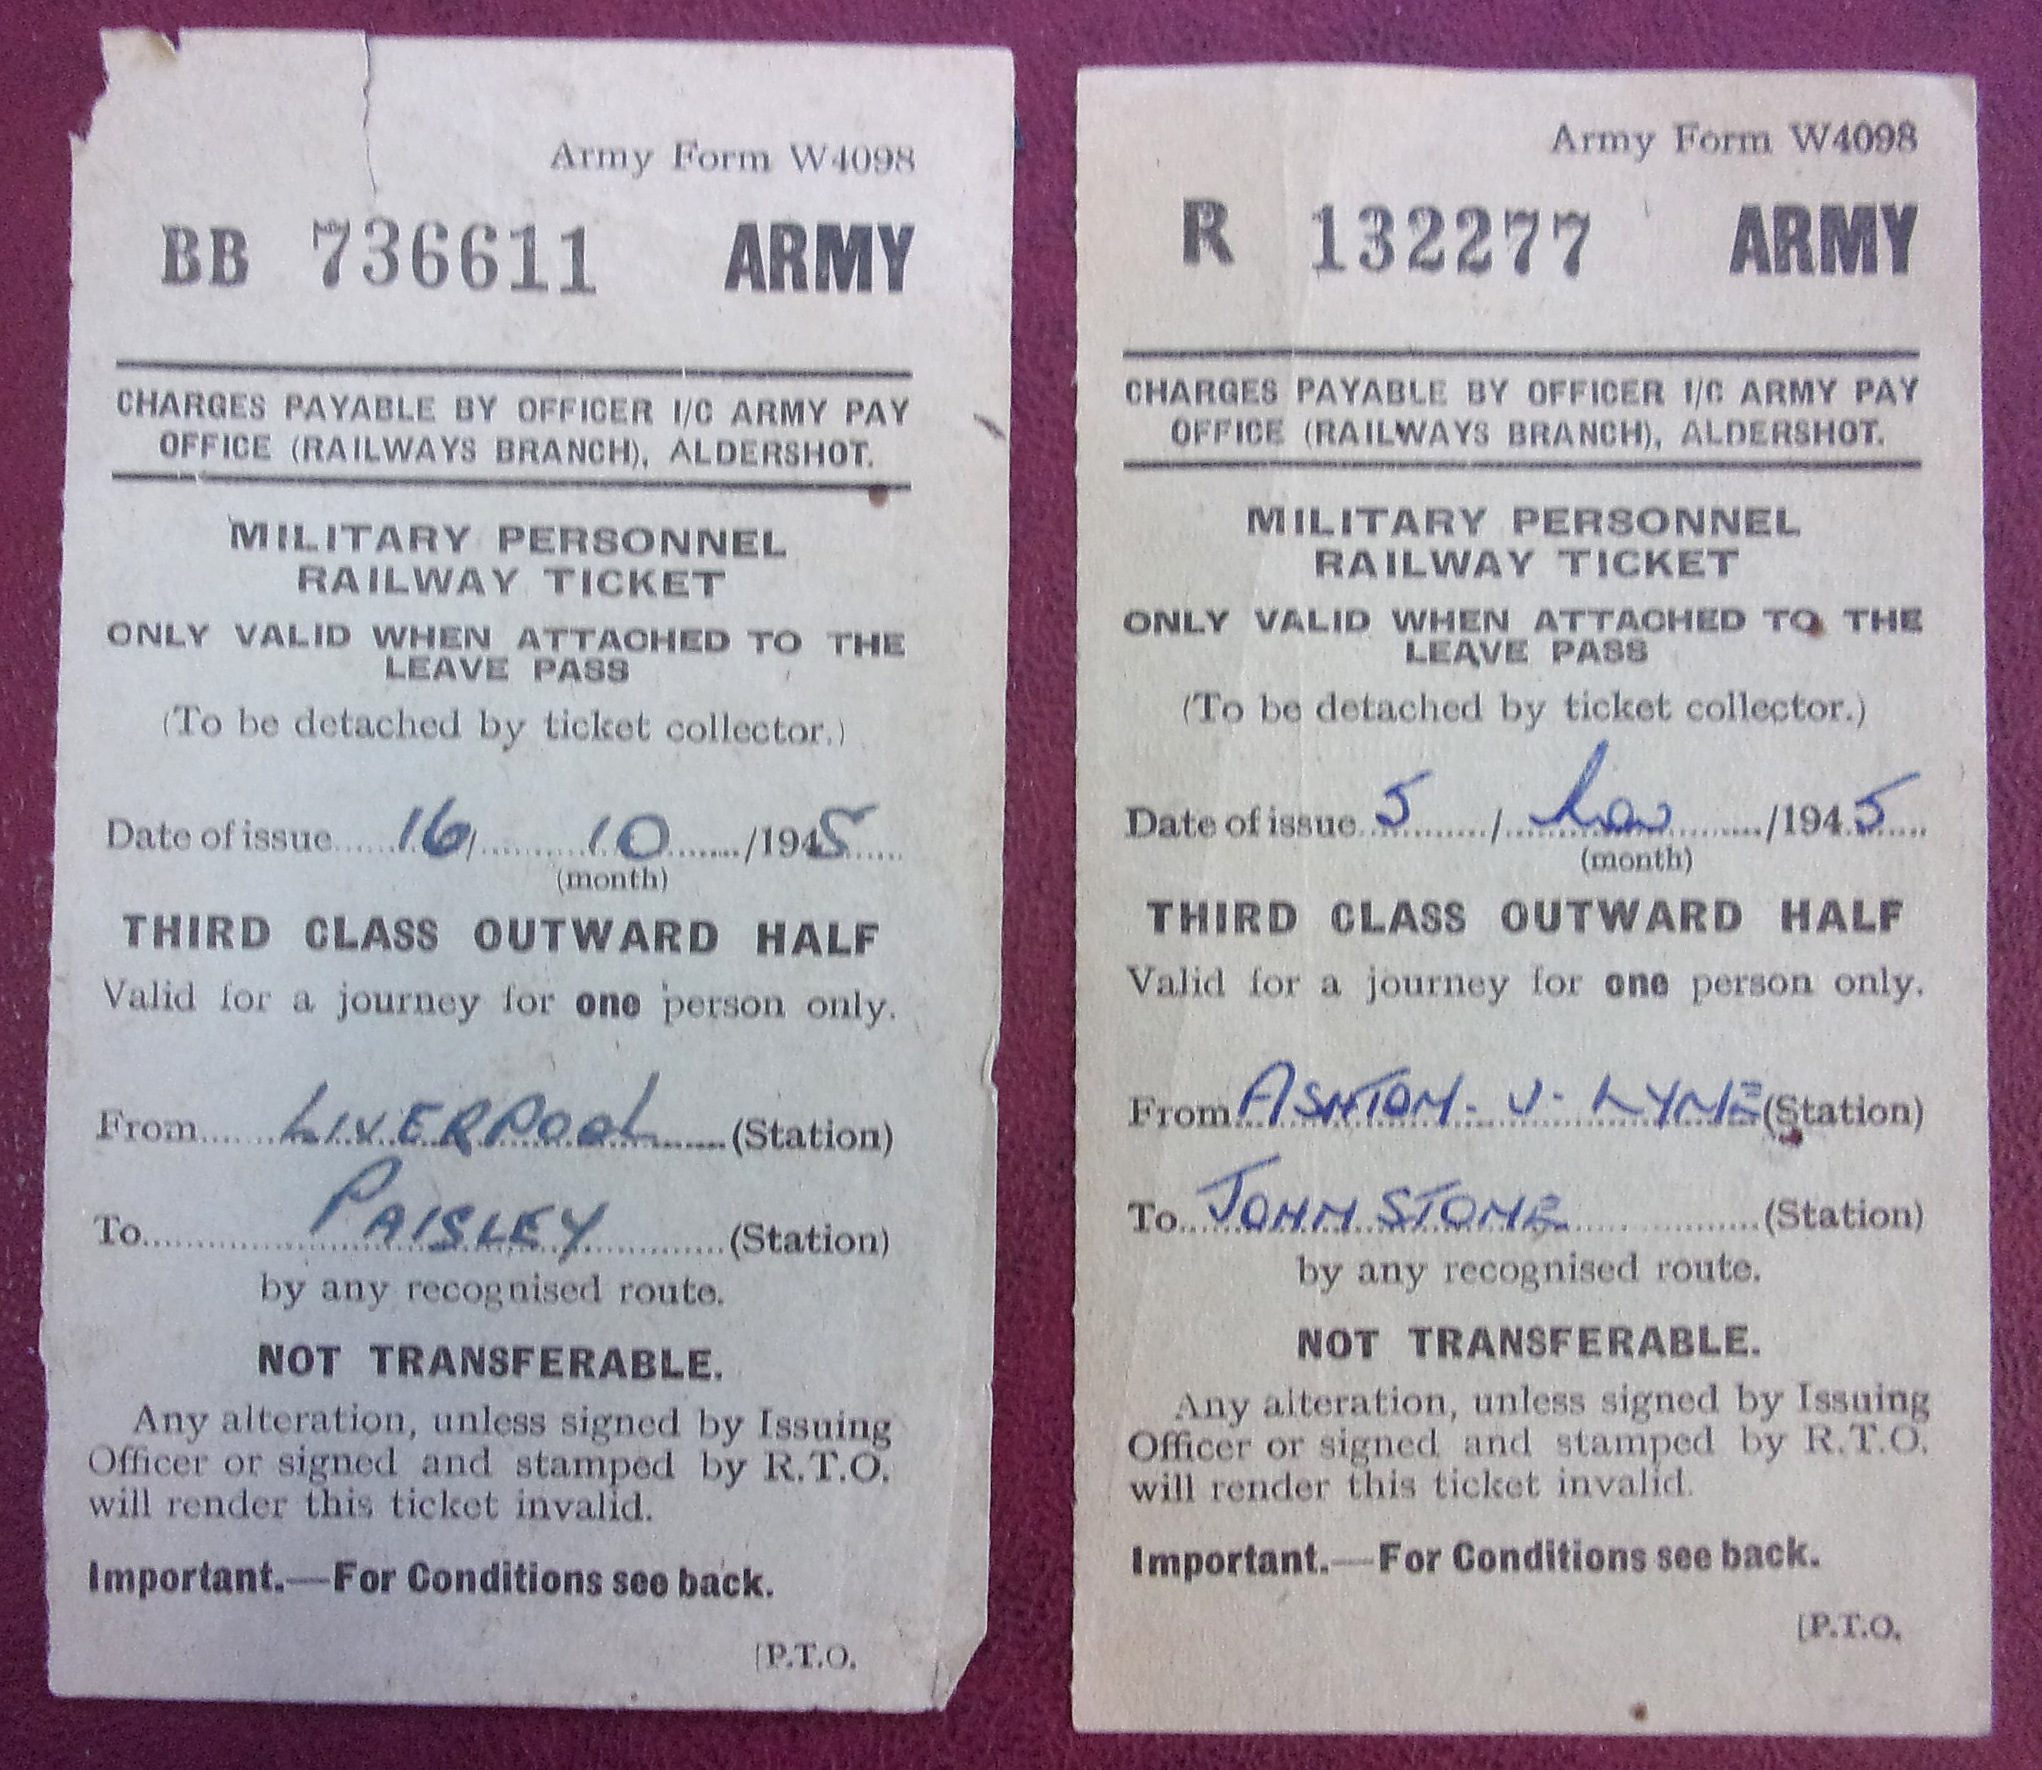 Army Form W4098
BB 736611 ARMY
CHARGES PAYABLE BY OFFICER I/C ARMY PAY
OFFICE (RAILWAYS BRANCH), ALDERSHOT.
MILITARY PERSONNEL
RAILWAY TICKET
ONLY VALID WHEN ATTACHED TO THE
LEAVE PASS
(To be detached by ticket collector.)
Date of issue 16/ 10 /1945
(month)
THIRD CLASS OUTWARD HALF
Valid for a journey for one person only.
From LIVERPOOL (Station)
To PAISLEY (Station)
by any recognised route.
NOT TRANSFERABLE.
Any alteration, unless signed by Issuing
Officer or signed and stamped by R.T.O.
will render this ticket invalid.
Important.—For Conditions see back.
[P.T.O.
Army Form W4098
R 132277 ARMY
CHARGES PAYABLE BY OFFICER I/C ARMY PAY
OFFICE (RAILWAYS BRANCH), ALDERSHOT.
MILITARY PERSONNEL
RAILWAY TICKET
ONLY VALID WHEN ATTACHED TO THE
LEAVE PASS
(To be detached by ticket collector.)
Date of issue 5 / Nov /1945
(month)
THIRD CLASS OUTWARD HALF
Valid for a journey for one person only.
From ASHTON-U-LYNE (Station)
To JOHNSTONE (Station)
by any recognised route.
NOT TRANSFERABLE.
Any alteration, unless signed by Issuing
Officer or signed and stamped by R.T.O.
will render this ticket invalid.
Important.—For Conditions see back.
[P.T.O.